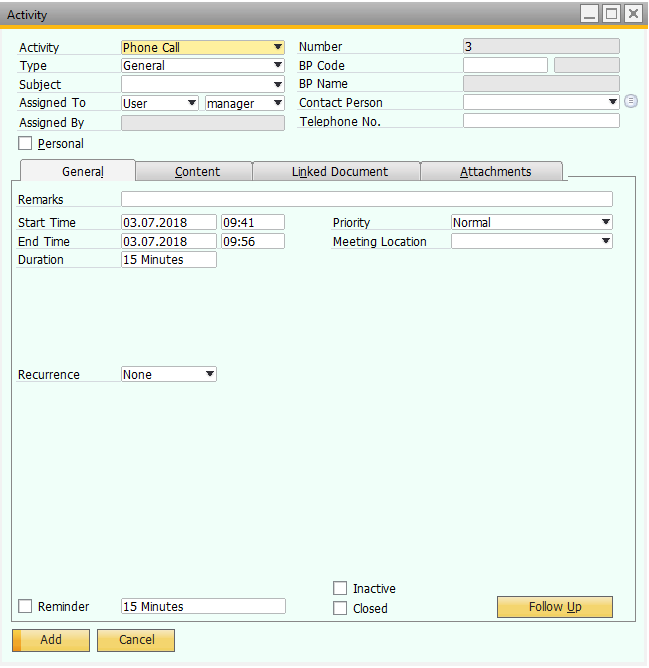 Activity
Activity Phone Call Number 3
Type General BP Code
Subject BP Name
Assigned To User manager Contact Person
Assigned By Telephone No.
Personal
General Content Linked Document Attachments
Remarks
Start Time 03.07.2018 09:41 Priority Normal
End Time 03.07.2018 09:56 Meeting Location
Duration 15 Minutes
Recurrence None
Inactive
Reminder 15 Minutes Closed Follow Up
Add Cancel